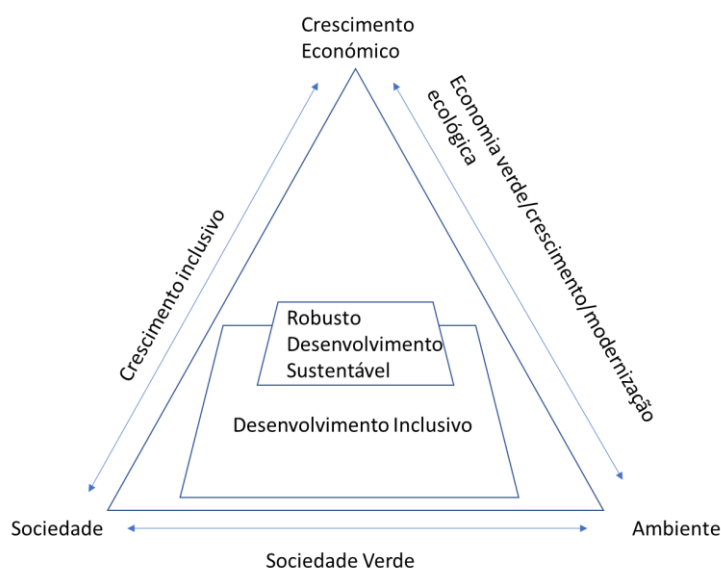 Crescimento
Económico
Economia verde/crescimento/modernização
ecológica
Crescimento inclusivo
Robusto
Desenvolvimento
Sustentável
Desenvolvimento Inclusivo
Sociedade
Ambiente
Sociedade Verde